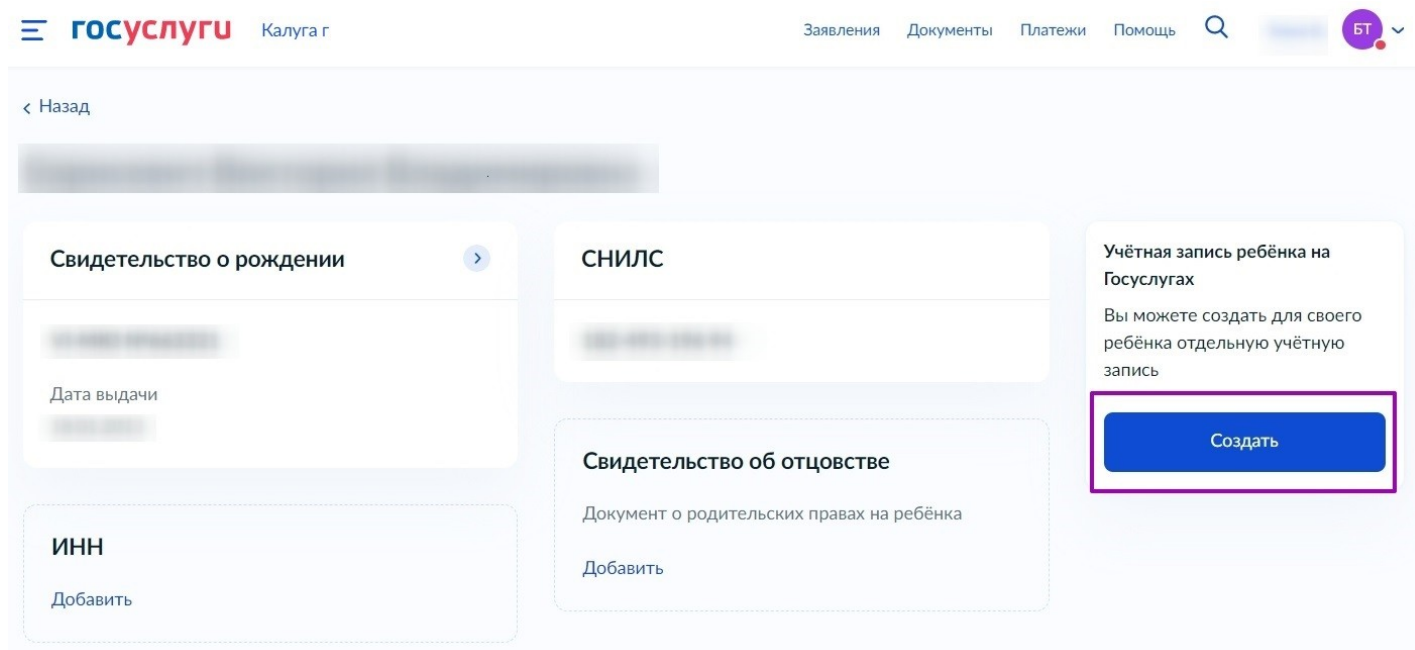 госуслуги Калуга г Заявления Документы Платежи Помощь БТ
Назад
Свидетельство о рождении
Дата выдачи
ИНН
Добавить
СНИЛС
Свидетельство об отцовстве
Документ о родительских правах на ребёнка
Добавить
Учётная запись ребёнка на
Госуслугах
Вы можете создать для своего
ребёнка отдельную учётную
запись
Создать